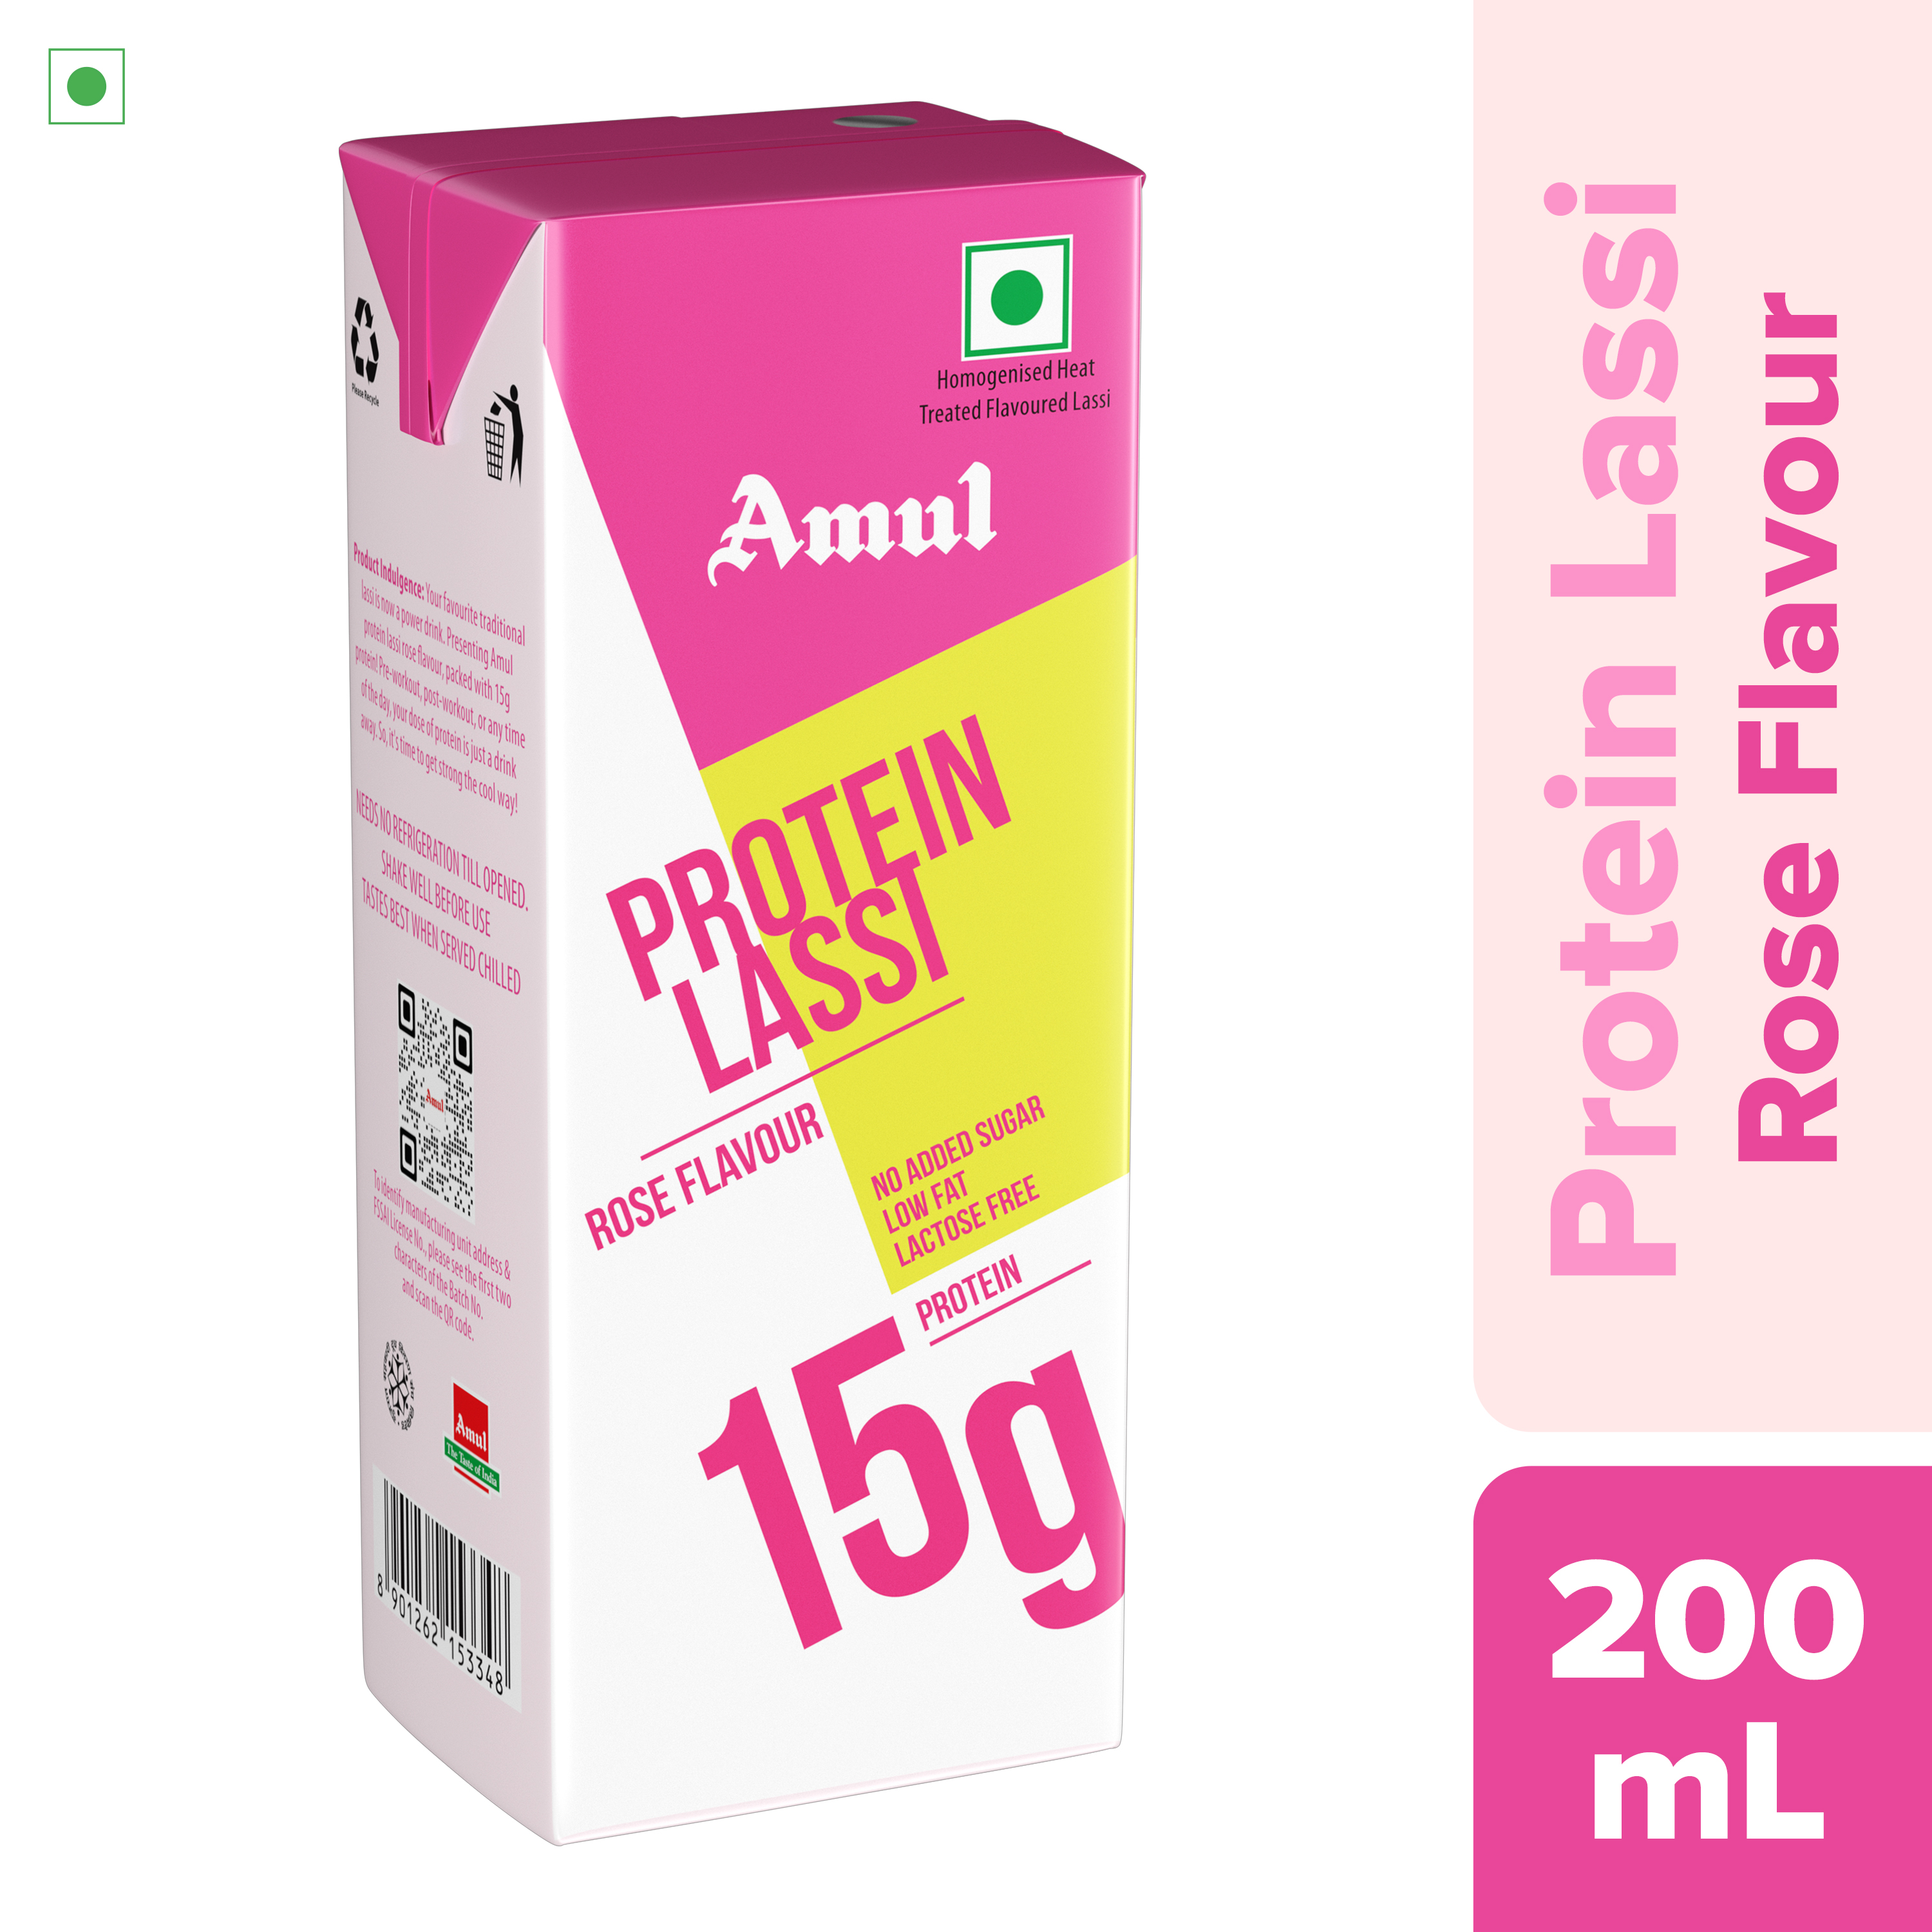 Homogenised Heat
Treated Flavoured Lassi
Amul
PROTEIN
LASSI
ROSE FLAVOUR
NO ADDED SUGAR
LOW FAT
LACTOSE FREE
PROTEIN
15g
Please Recycle
Product Indulgence: Your favourite traditional
lassi is now a power drink. Presenting Amul
protein lassi rose flavour, packed with 15g
protein! Pre-workout, post-workout, or any time
of the day, your dose of protein is just a drink
away. So, it's time to get strong the cool way!
NEEDS NO REFRIGERATION TILL OPENED.
SHAKE WELL BEFORE USE
TASTES BEST WHEN SERVED CHILLED
Amul
To identify manufacturing unit address &
FSSAI License No., please see the first two
characters of the Batch No.
and scan the QR code.
Amul
The Taste of India
8 901262 153348
Protein Lassi
Rose Flavour
200
mL